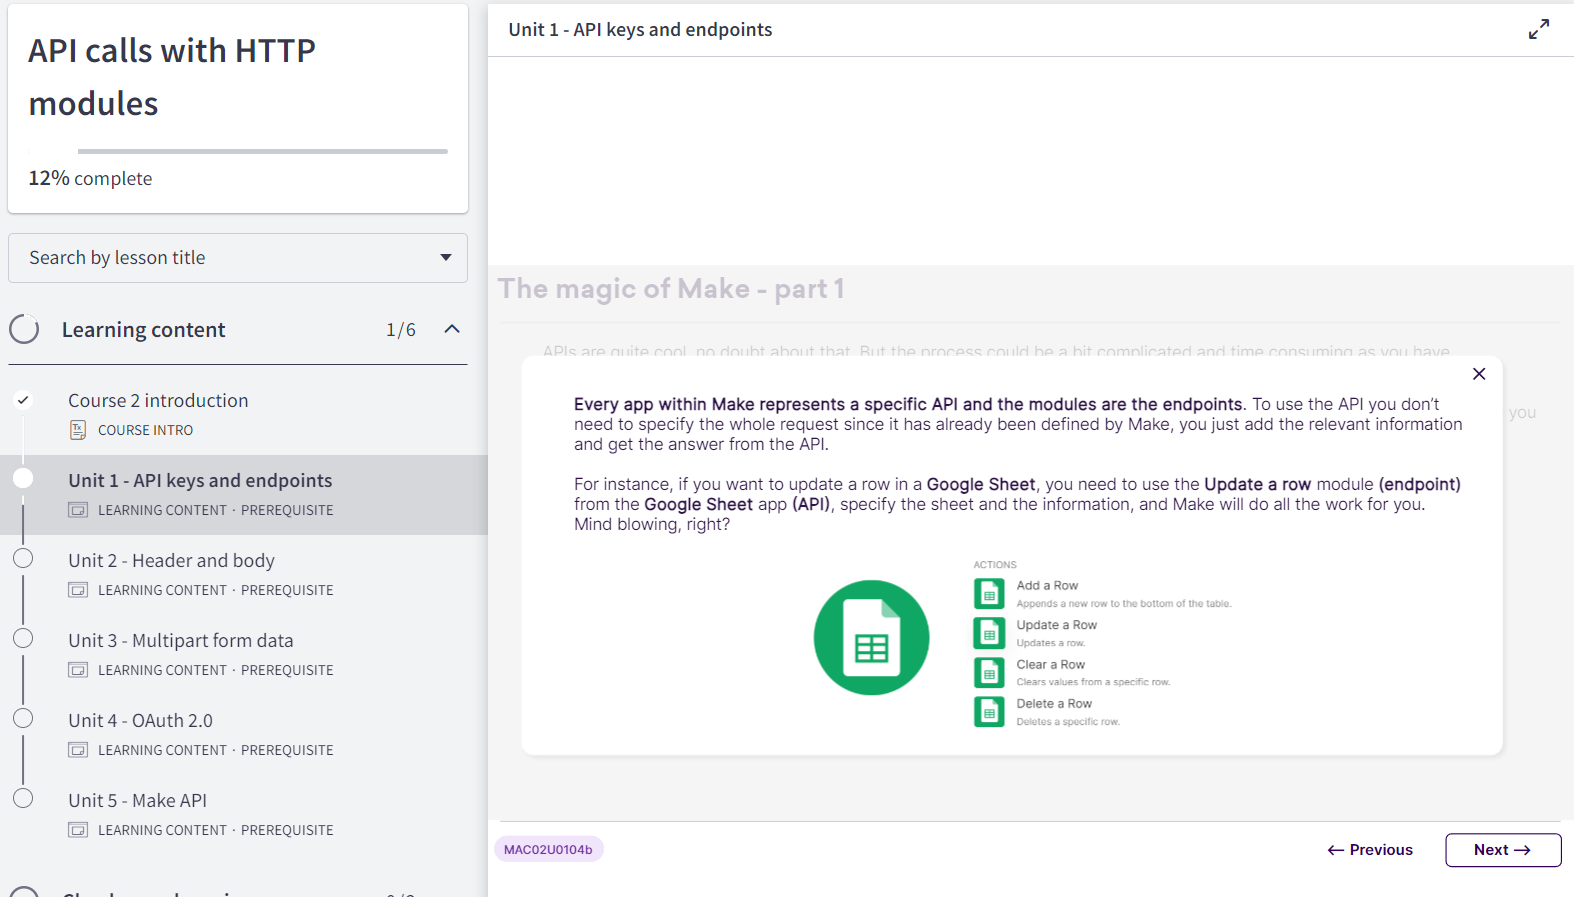 API calls with HTTP
modules
12% complete
Search by lesson title
Learning content 1/6
Course 2 introduction
COURSE INTRO
Unit 1 - API keys and endpoints
LEARNING CONTENT · PREREQUISITE
Unit 2 - Header and body
LEARNING CONTENT · PREREQUISITE
Unit 3 - Multipart form data
LEARNING CONTENT · PREREQUISITE
Unit 4 - OAuth 2.0
LEARNING CONTENT · PREREQUISITE
Unit 5 - Make API
LEARNING CONTENT · PREREQUISITE
Unit 1 - API keys and endpoints
The magic of Make - part 1
APIs are quite cool, no doubt about that. But the process could be a bit complicated and time consuming as you have
you
Every app within Make represents a specific API and the modules are the endpoints. To use the API you don't
need to specify the whole request since it has already been defined by Make, you just add the relevant information
and get the answer from the API.
For instance, if you want to update a row in a Google Sheet, you need to use the Update a row module (endpoint)
from the Google Sheet app (API), specify the sheet and the information, and Make will do all the work for you.
Mind blowing, right?
ACTIONS
Add a Row
Appends a new row to the bottom of the table.
Update a Row
Updates a row.
Clear a Row
Clears values from a specific row.
Delete a Row
Deletes a specific row.
MAC02U0104b
← Previous
Next →